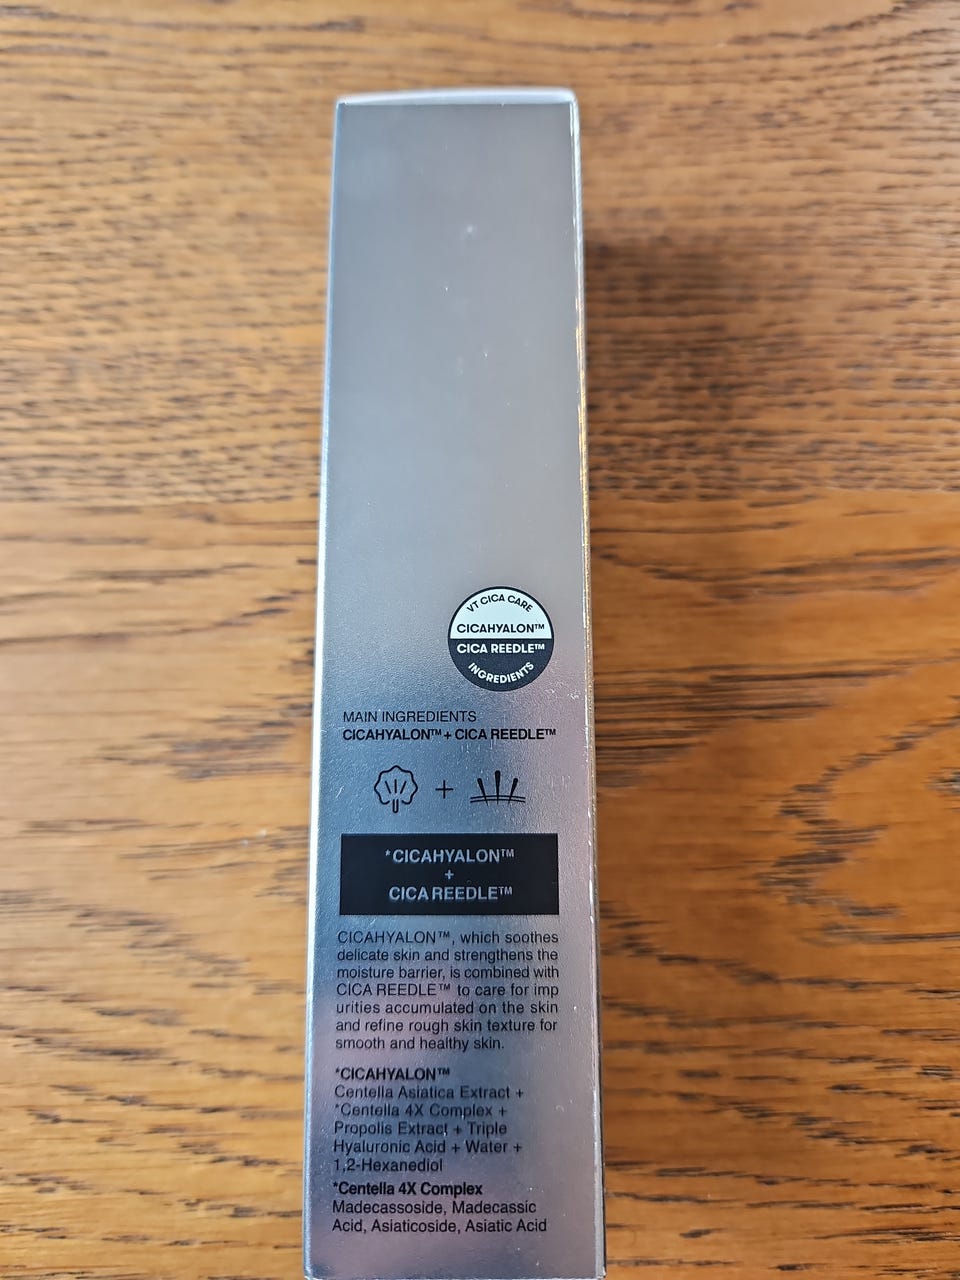 VT CICA CARE
CICAHYALON™
CICA REEDLE™
INGREDIENTS
MAIN INGREDIENTS
CICAHYALON™ + CICA REEDLE™
+
*CICAHYALON™
+
CICA REEDLE™
CICAHYALON™, which soothes
delicate skin and strengthens the
moisture barrier, is combined with
CICA REEDLE™ to care for imp
urities accumulated on the skin
and refine rough skin texture for
smooth and healthy skin.
*CICAHYALON™
Centella Asiatica Extract +
*Centella 4X Complex +
Propolis Extract + Triple
Hyaluronic Acid + Water +
1,2-Hexanediol
*Centella 4X Complex
Madecassoside, Madecassic
Acid, Asiaticoside, Asiatic Acid